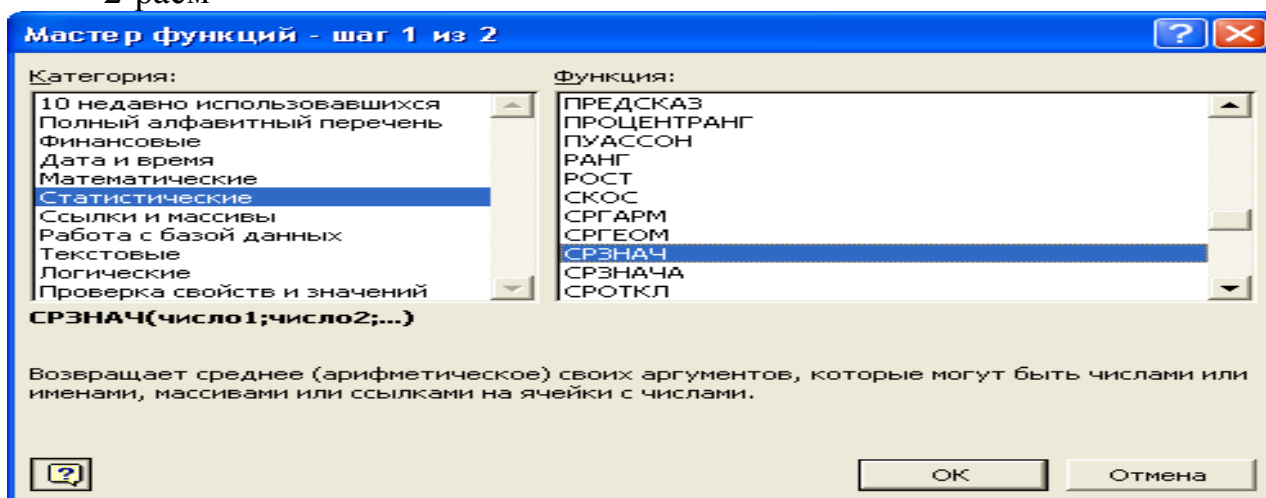 2-расм
Мастер функций - шаг 1 из 2
Категория:
10 недавно использовавшихся
Полный алфавитный перечень
Финансовые
Дата и время
Математические
Статистические
Ссылки и массивы
Работа с базой данных
Текстовые
Логические
Проверка свойств и значений
Функция:
ПРЕДСКАЗ
ПРОЦЕНТРАНГ
ПУАССОН
РАНГ
РОСТ
СКОС
СРГАРМ
СРГЕОМ
СРЗНАЧ
СРЗНАЧА
СРОТКЛ
СРЗНАЧ(число1;число2;...)
Возвращает среднее (арифметическое) своих аргументов, которые могут быть числами или
именами, массивами или ссылками на ячейки с числами.
ОК
Отмена